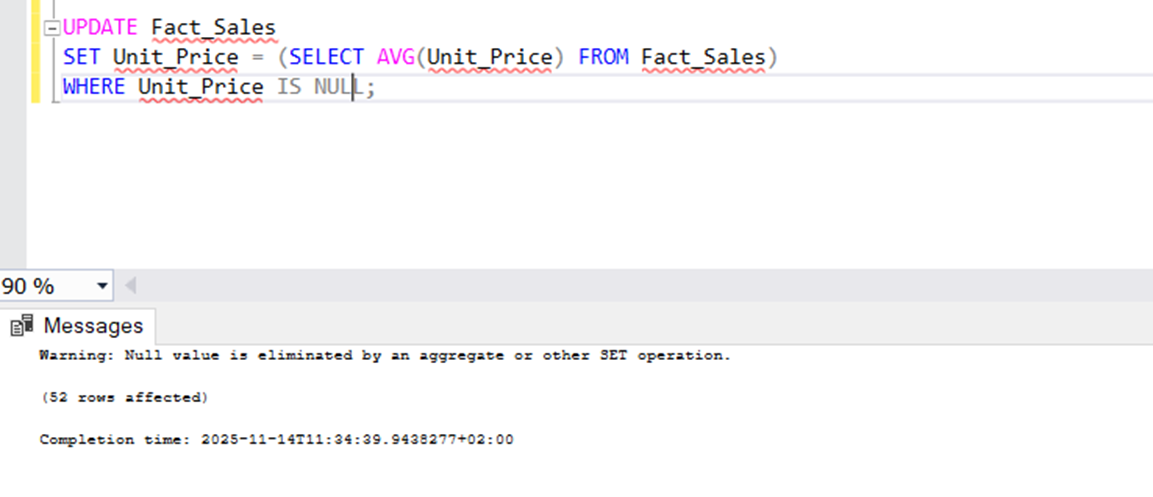 UPDATE Fact_Sales
SET Unit_Price = (SELECT AVG(Unit_Price) FROM Fact_Sales)
WHERE Unit_Price IS NULL;
90 %
Messages
Warning: Null value is eliminated by an aggregate or other SET operation.
(52 rows affected)
Completion time: 2025-11-14T11:34:39.9438277+02:00